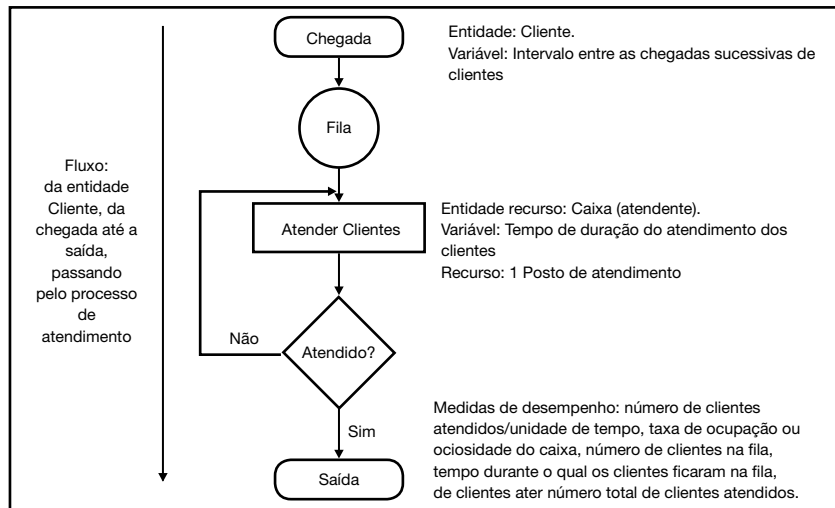 Chegada
Entidade: Cliente.
Variável: Intervalo entre as chegadas sucessivas de
clientes
Fila
Fluxo:
da entidade
Cliente, da
chegada até a
saída,
passando
pelo processo
de
atendimento
Atender Clientes
Entidade recurso: Caixa (atendente).
Variável: Tempo de duração do atendimento dos
clientes
Recurso: 1 Posto de atendimento
Não
Atendido?
Sim
Medidas de desempenho: número de clientes
atendidos/unidade de tempo, taxa de ocupação ou
ociosidade do caixa, número de clientes na fila,
tempo durante o qual os clientes ficaram na fila,
de clientes ater número total de clientes atendidos.
Saída